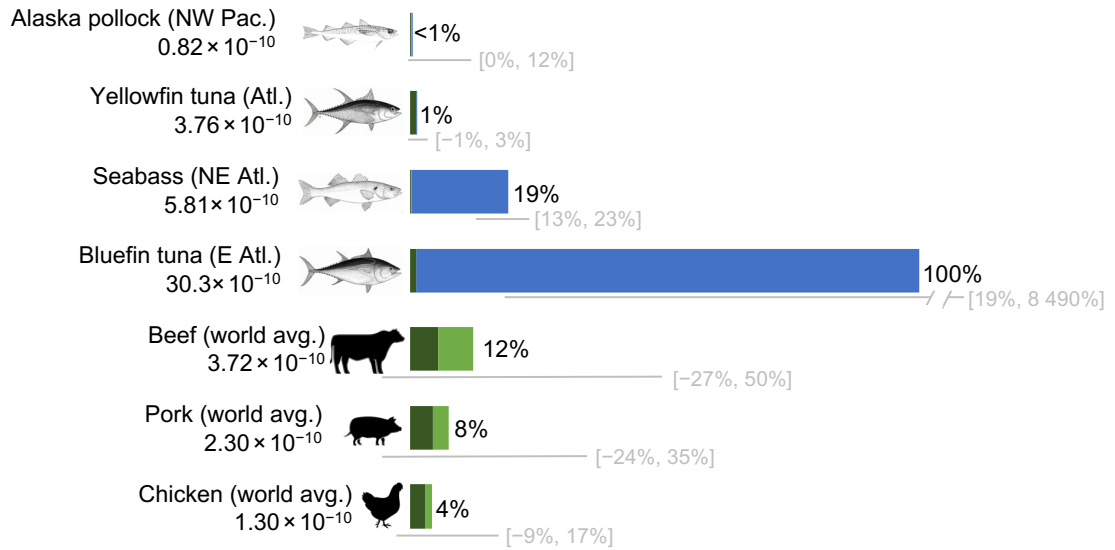 Alaska pollock (NW Pac.)
0.82 × 10⁻¹⁰
<1%
[0%, 12%]
Yellowfin tuna (Atl.)
3.76 × 10⁻¹⁰
1%
[−1%, 3%]
Seabass (NE Atl.)
5.81 × 10⁻¹⁰
19%
[13%, 23%]
Bluefin tuna (E Atl.)
30.3 × 10⁻¹⁰
100%
[19%, 8 490%]
Beef (world avg.)
3.72 × 10⁻¹⁰
12%
[−27%, 50%]
Pork (world avg.)
2.30 × 10⁻¹⁰
8%
[−24%, 35%]
Chicken (world avg.)
1.30 × 10⁻¹⁰
4%
[−9%, 17%]